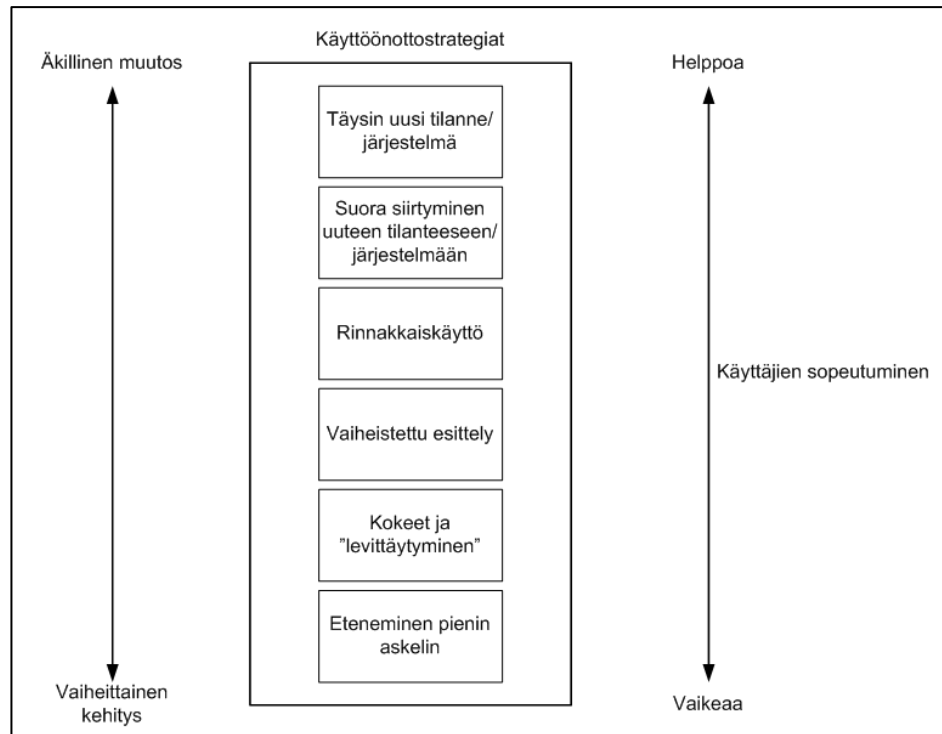 Käyttöönottostrategiat
Äkillinen muutos
Helppoa
Täysin uusi tilanne/
järjestelmä
Suora siirtyminen
uuteen tilanteeseen/
järjestelmään
Rinnakkaiskäyttö
Käyttäjien sopeutuminen
Vaiheistettu esittely
Kokeet ja
”levittäytyminen”
Eteneminen pienin
askelin
Vaiheittainen
kehitys
Vaikeaa